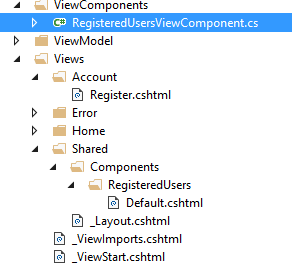 ViewComponents
C# RegisteredUsersViewComponent.cs
ViewModel
Views
Account
Register.cshtml
Error
Home
Shared
Components
RegisteredUsers
Default.cshtml
_Layout.cshtml
_ViewImports.cshtml
_ViewStart.cshtml